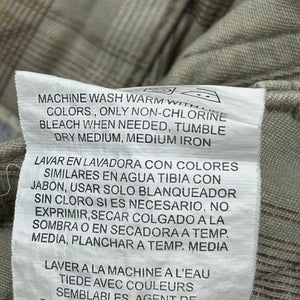 MACHINE WASH WARM WITH
COLORS , ONLY NON-CHLORINE
BLEACH WHEN NEEDED, TUMBLE
DRY MEDIUM, MEDIUM IRON
LAVAR EN LAVADORA CON COLORES
SIMILARES EN AGUA TIBIA CON
JABON, USAR SOLO BLANQUEADOR
SIN CLORO SI ES NECESARIO, NO
EXPRIMIR,SECAR COLGADO A LA
SOMBRA O EN SECADORA A TEMP.
MEDIA, PLANCHAR A TEMP. MEDIA
LAVER A LA MACHINE A L'EAU
TIEDE AVEC COULEURS
SEMBLABLES, AGENT DE